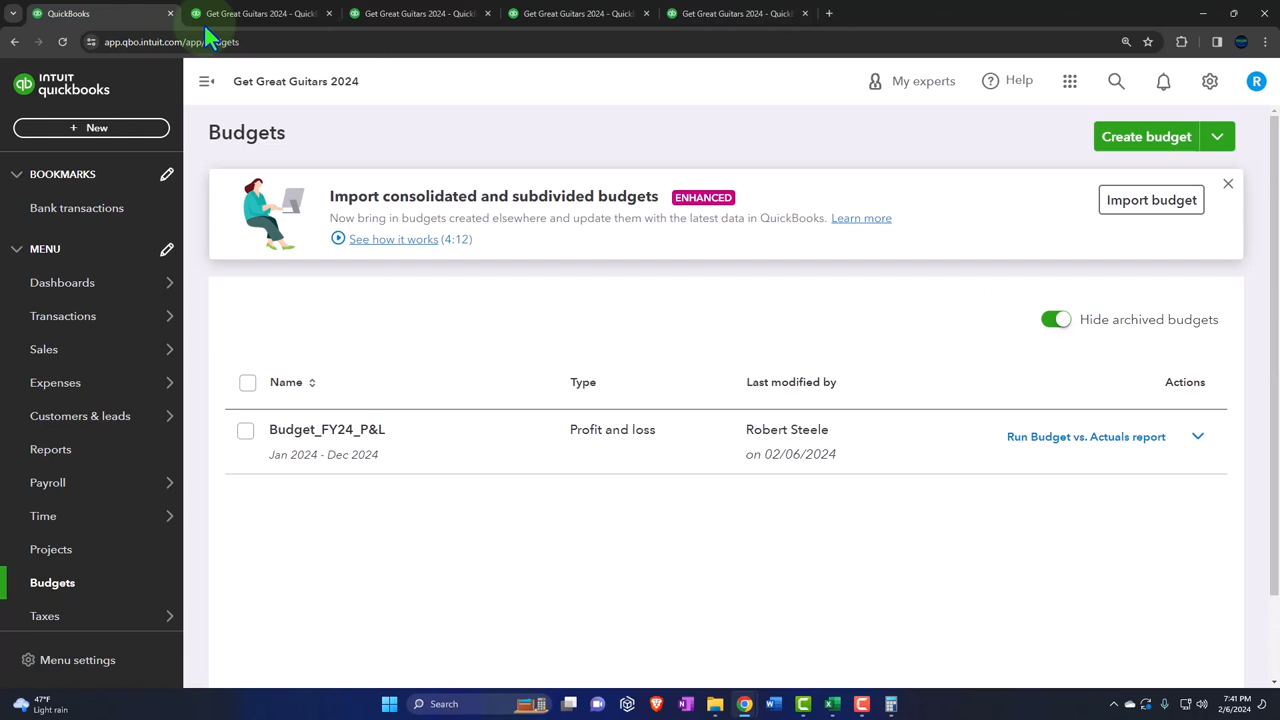 QuickBooks
Get Great Guitars 2024 - Quick
Get Great Guitars 2024 - Quick
Get Great Guitars 2024 - Quick
Get Great Guitars 2024 - Quick
app.qbo.intuit.com/app/budgets
INTUIT
quickbooks
+ New
BOOKMARKS
Bank transactions
MENU
Dashboards
Transactions
Sales
Expenses
Customers & leads
Reports
Payroll
Time
Projects
Budgets
Taxes
Menu settings
Get Great Guitars 2024
My experts
Help
R
Budgets
Create budget
Import consolidated and subdivided budgets ENHANCED
Now bring in budgets created elsewhere and update them with the latest data in QuickBooks. Learn more
See how it works (4:12)
Import budget
Hide archived budgets
Name Type Last modified by Actions
Budget_FY24_P&L Profit and loss Robert Steele Run Budget vs. Actuals report
Jan 2024 - Dec 2024 on 02/06/2024
47°F
Light rain
Search
7:41 PM
2/6/2024